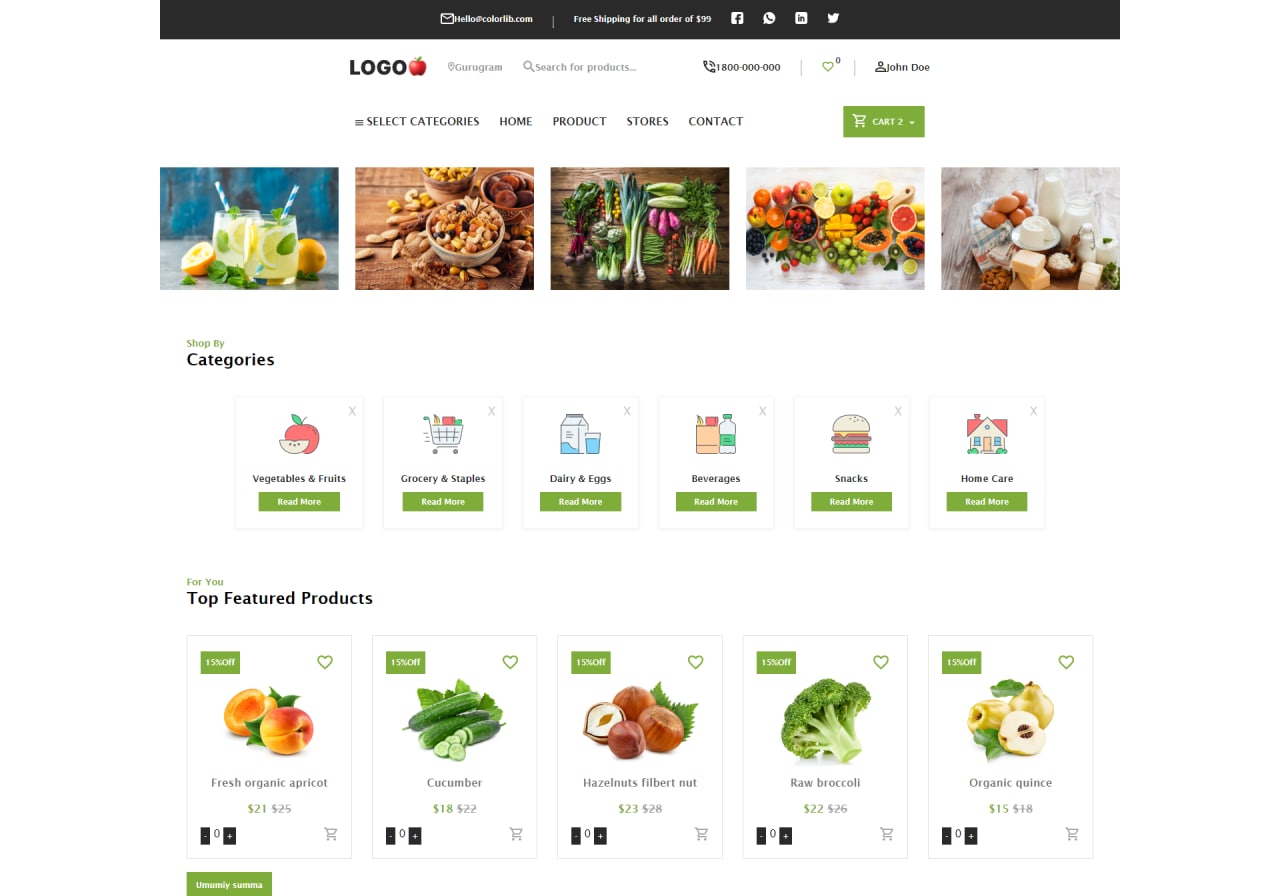 Hello@colorlib.com | Free Shipping for all order of $99
LOGO Gurugram Search for products... 1800-000-000 0 John Doe
SELECT CATEGORIES HOME PRODUCT STORES CONTACT CART 2
Shop By
Categories
X X X X X X
Vegetables & Fruits Grocery & Staples Dairy & Eggs Beverages Snacks Home Care
Read More Read More Read More Read More Read More Read More
For You
Top Featured Products
15%Off 15%Off 15%Off 15%Off 15%Off
Fresh organic apricot Cucumber Hazelnuts filbert nut Raw broccoli Organic quince
$21 $25 $18 $22 $23 $28 $22 $26 $15 $18
- 0 + - 0 + - 0 + - 0 + - 0 +
Umumiy summa